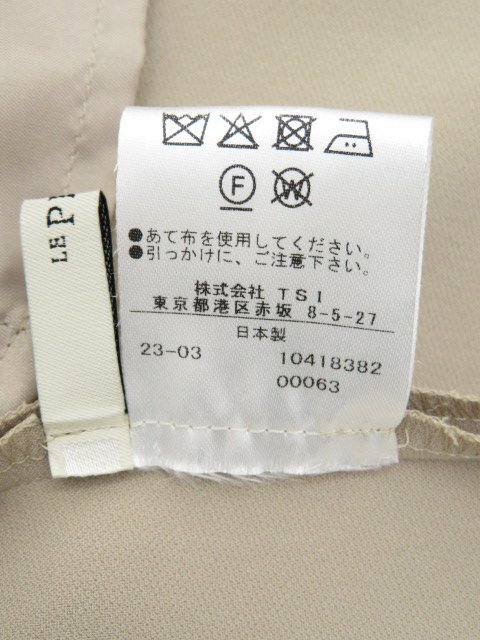 F W
●あて布を使用してください。
●引っかけに、ご注意下さい。
株式会社 TSI
東京都港区赤坂 8-5-27
日本製
23-03 10418382
00063
LE P